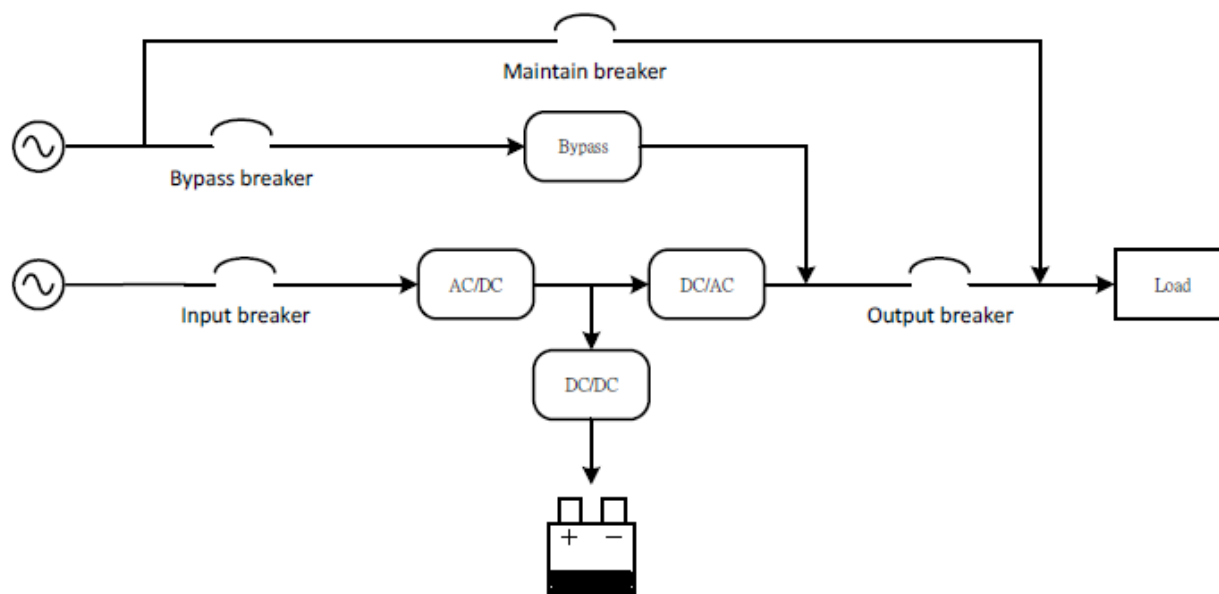 Maintain breaker
Bypass
Bypass breaker
AC/DC
DC/AC
Load
Input breaker
Output breaker
DC/DC
+ −